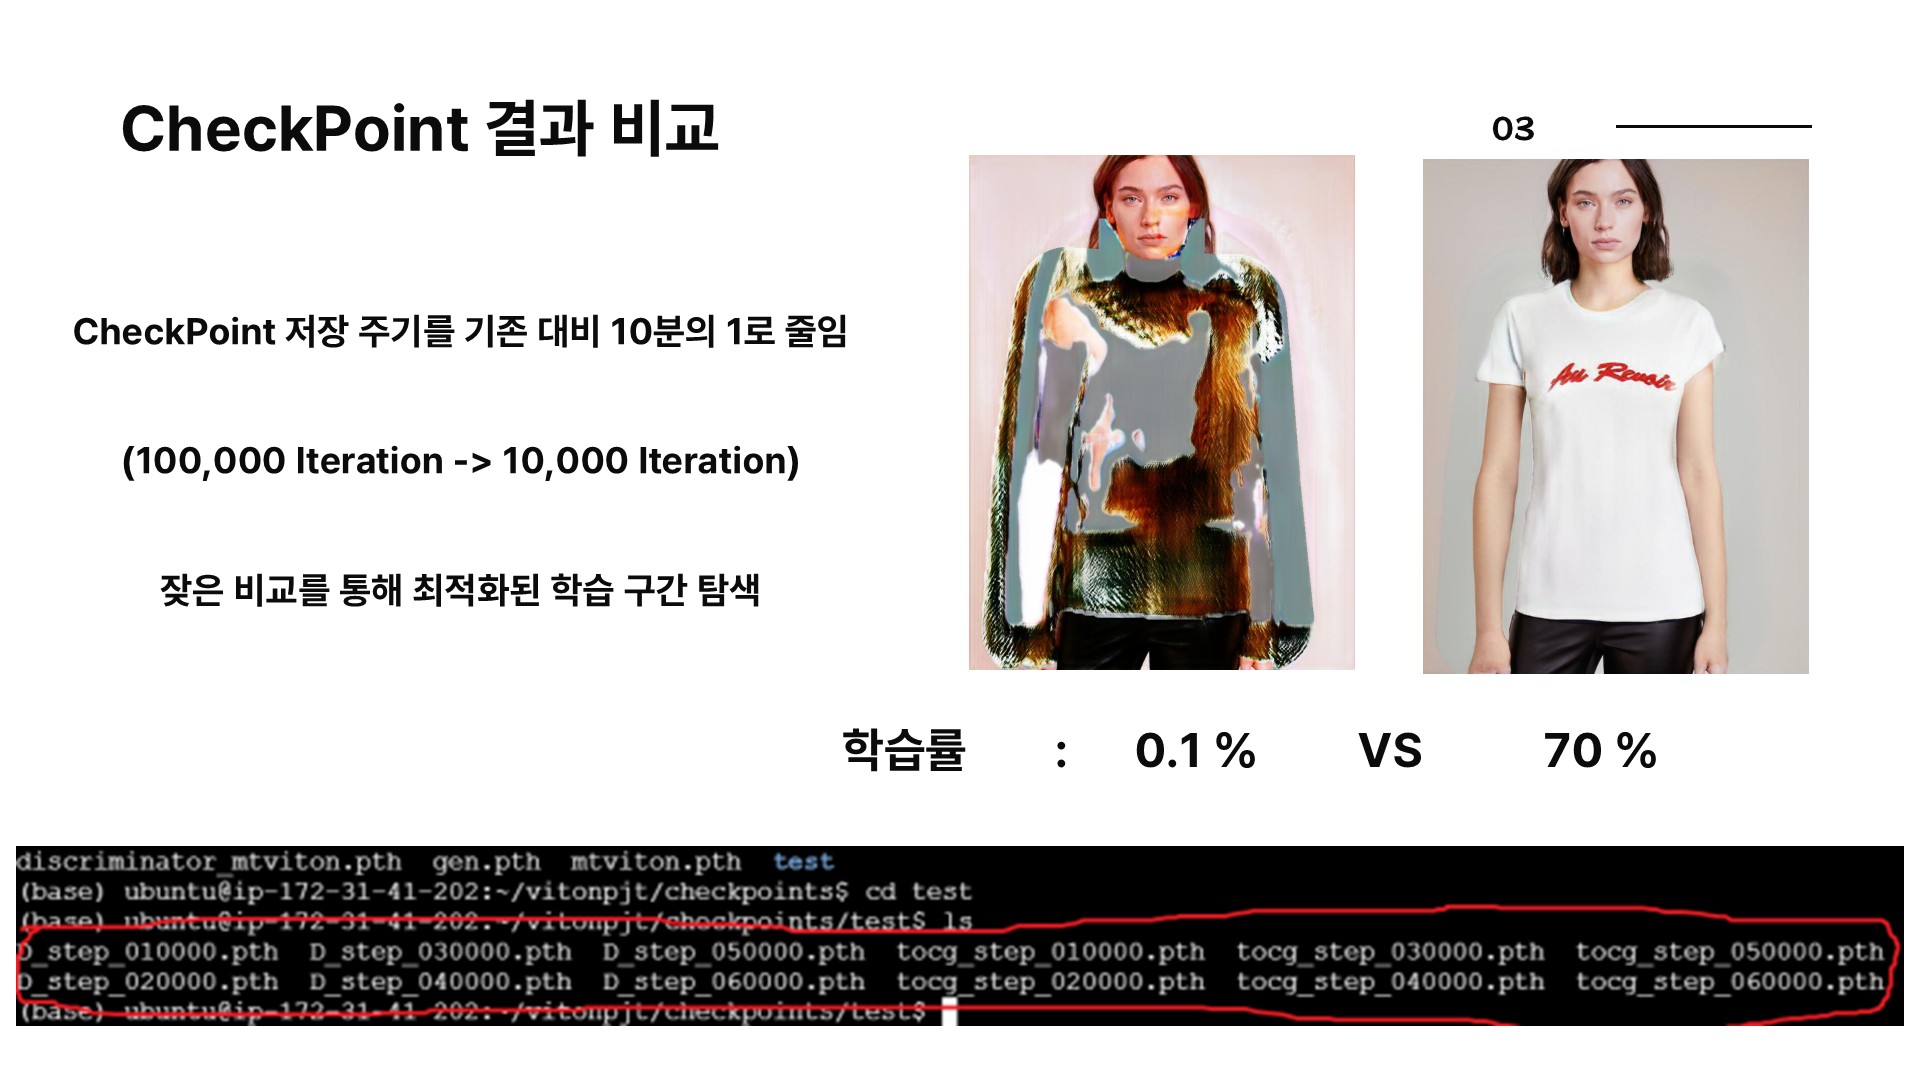 CheckPoint 결과 비교
03
CheckPoint 저장 주기를 기존 대비 10분의 1로 줄임
(100,000 Iteration -> 10,000 Iteration)
잦은 비교를 통해 최적화된 학습 구간 탐색
Au Revoir
학습률 : 0.1 % VS 70 %
discriminator_mtviton.pth gen.pth mtviton.pth test
(base) ubuntu@ip-172-31-41-202:~/vitonpjt/checkpoints$ cd test
(base) ubuntu@ip-172-31-41-202:~/vitonpjt/checkpoints/test$ ls
D_step_010000.pth D_step_030000.pth D_step_050000.pth tocg_step_010000.pth tocg_step_030000.pth tocg_step_050000.pth
D_step_020000.pth D_step_040000.pth D_step_060000.pth tocg_step_020000.pth tocg_step_040000.pth tocg_step_060000.pth
(base) ubuntu@ip-172-31-41-202:~/vitonpjt/checkpoints/test$